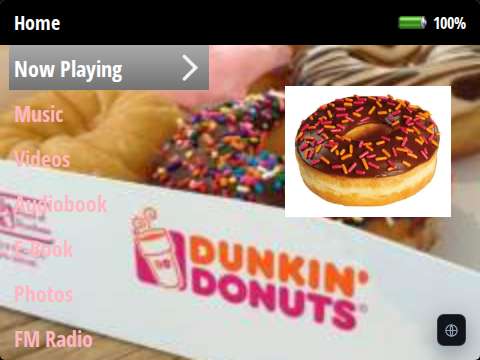 Home
100%
Now Playing
Music
Videos
Audiobook
E-Book
Photos
FM Radio
DUNKIN'
DONUTS